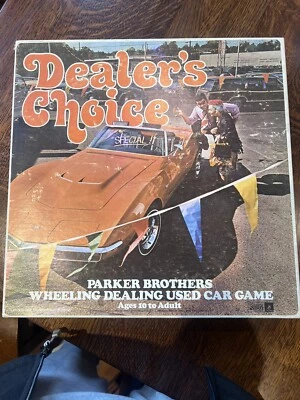 Dealer's
Choice
SPECIAL!!
PARKER BROTHERS
WHEELING DEALING USED CAR GAME
Ages 10 to Adult